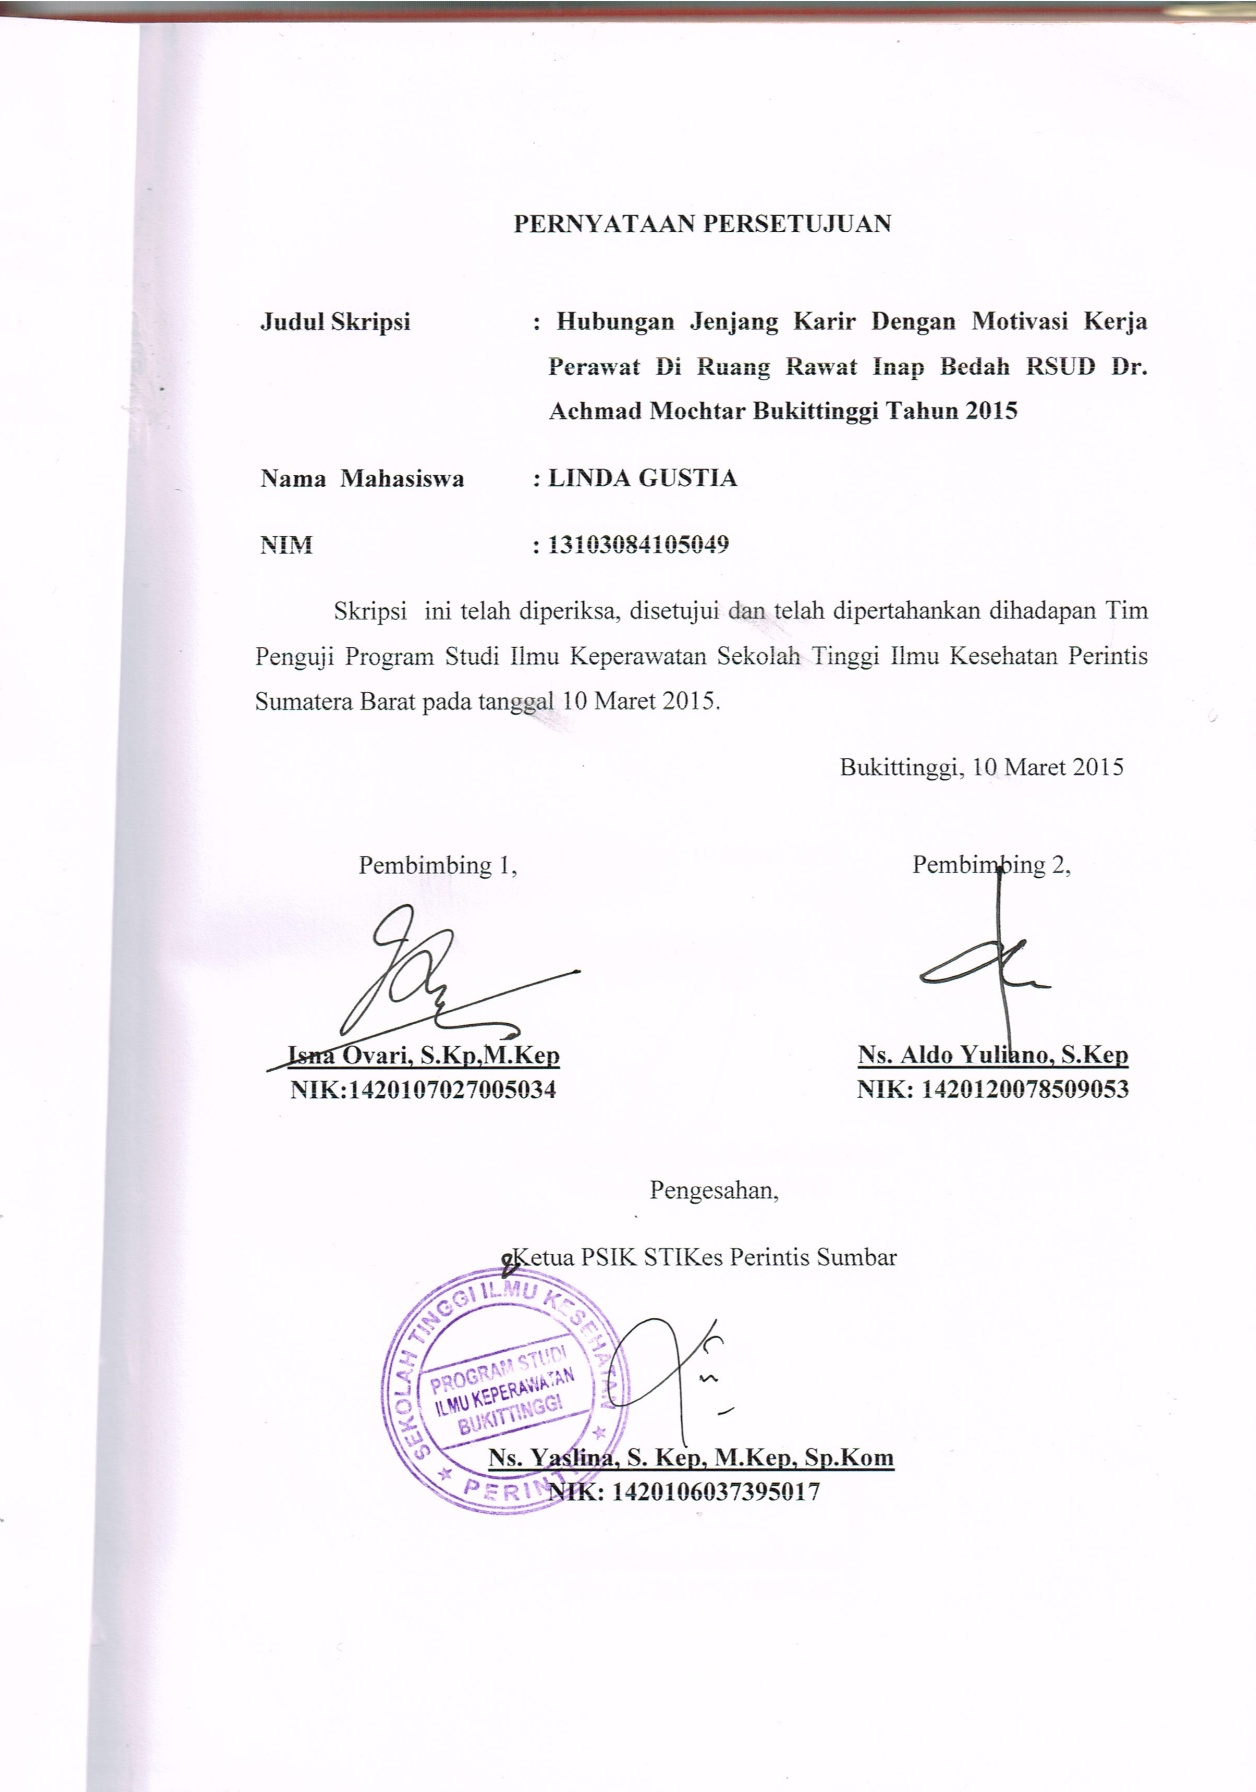 PERNYATAAN PERSETUJUAN
Judul Skripsi : Hubungan Jenjang Karir Dengan Motivasi Kerja
Perawat Di Ruang Rawat Inap Bedah RSUD Dr.
Achmad Mochtar Bukittinggi Tahun 2015
Nama Mahasiswa : LINDA GUSTIA
NIM : 13103084105049
Skripsi ini telah diperiksa, disetujui dan telah dipertahankan dihadapan Tim
Penguji Program Studi Ilmu Keperawatan Sekolah Tinggi Ilmu Kesehatan Perintis
Sumatera Barat pada tanggal 10 Maret 2015.
Bukittinggi, 10 Maret 2015
Pembimbing 1, Pembimbing 2,
Isna Ovari, S.Kp,M.Kep Ns. Aldo Yuliano, S.Kep
NIK:1420107027005034 NIK: 1420120078509053
Pengesahan,
Ketua PSIK STIKes Perintis Sumbar
SEKOLAH TINGGI ILMU KESEHATAN
PROGRAM STUDI
ILMU KEPERAWATAN
BUKITTINGGI
PERINTIS
Ns. Yaslina, S. Kep, M.Kep, Sp.Kom
NIK: 1420106037395017